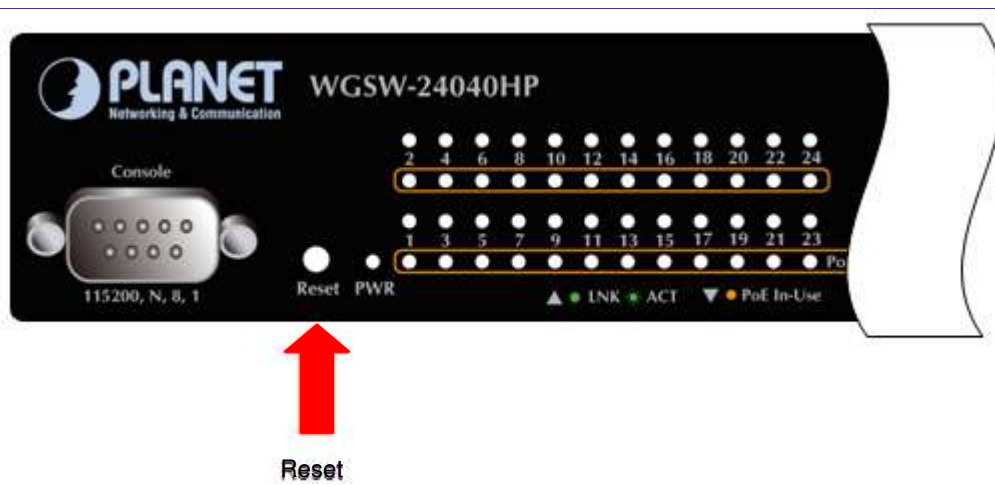 PLANET
Networking & Communication
WGSW-24040HP
Console
115200, N, 8, 1
Reset
PWR
2 4 6 8 10 12 14 16 18 20 22 24
1 3 5 7 9 11 13 15 17 19 21 23
LNK ACT PoE In-Use
Reset